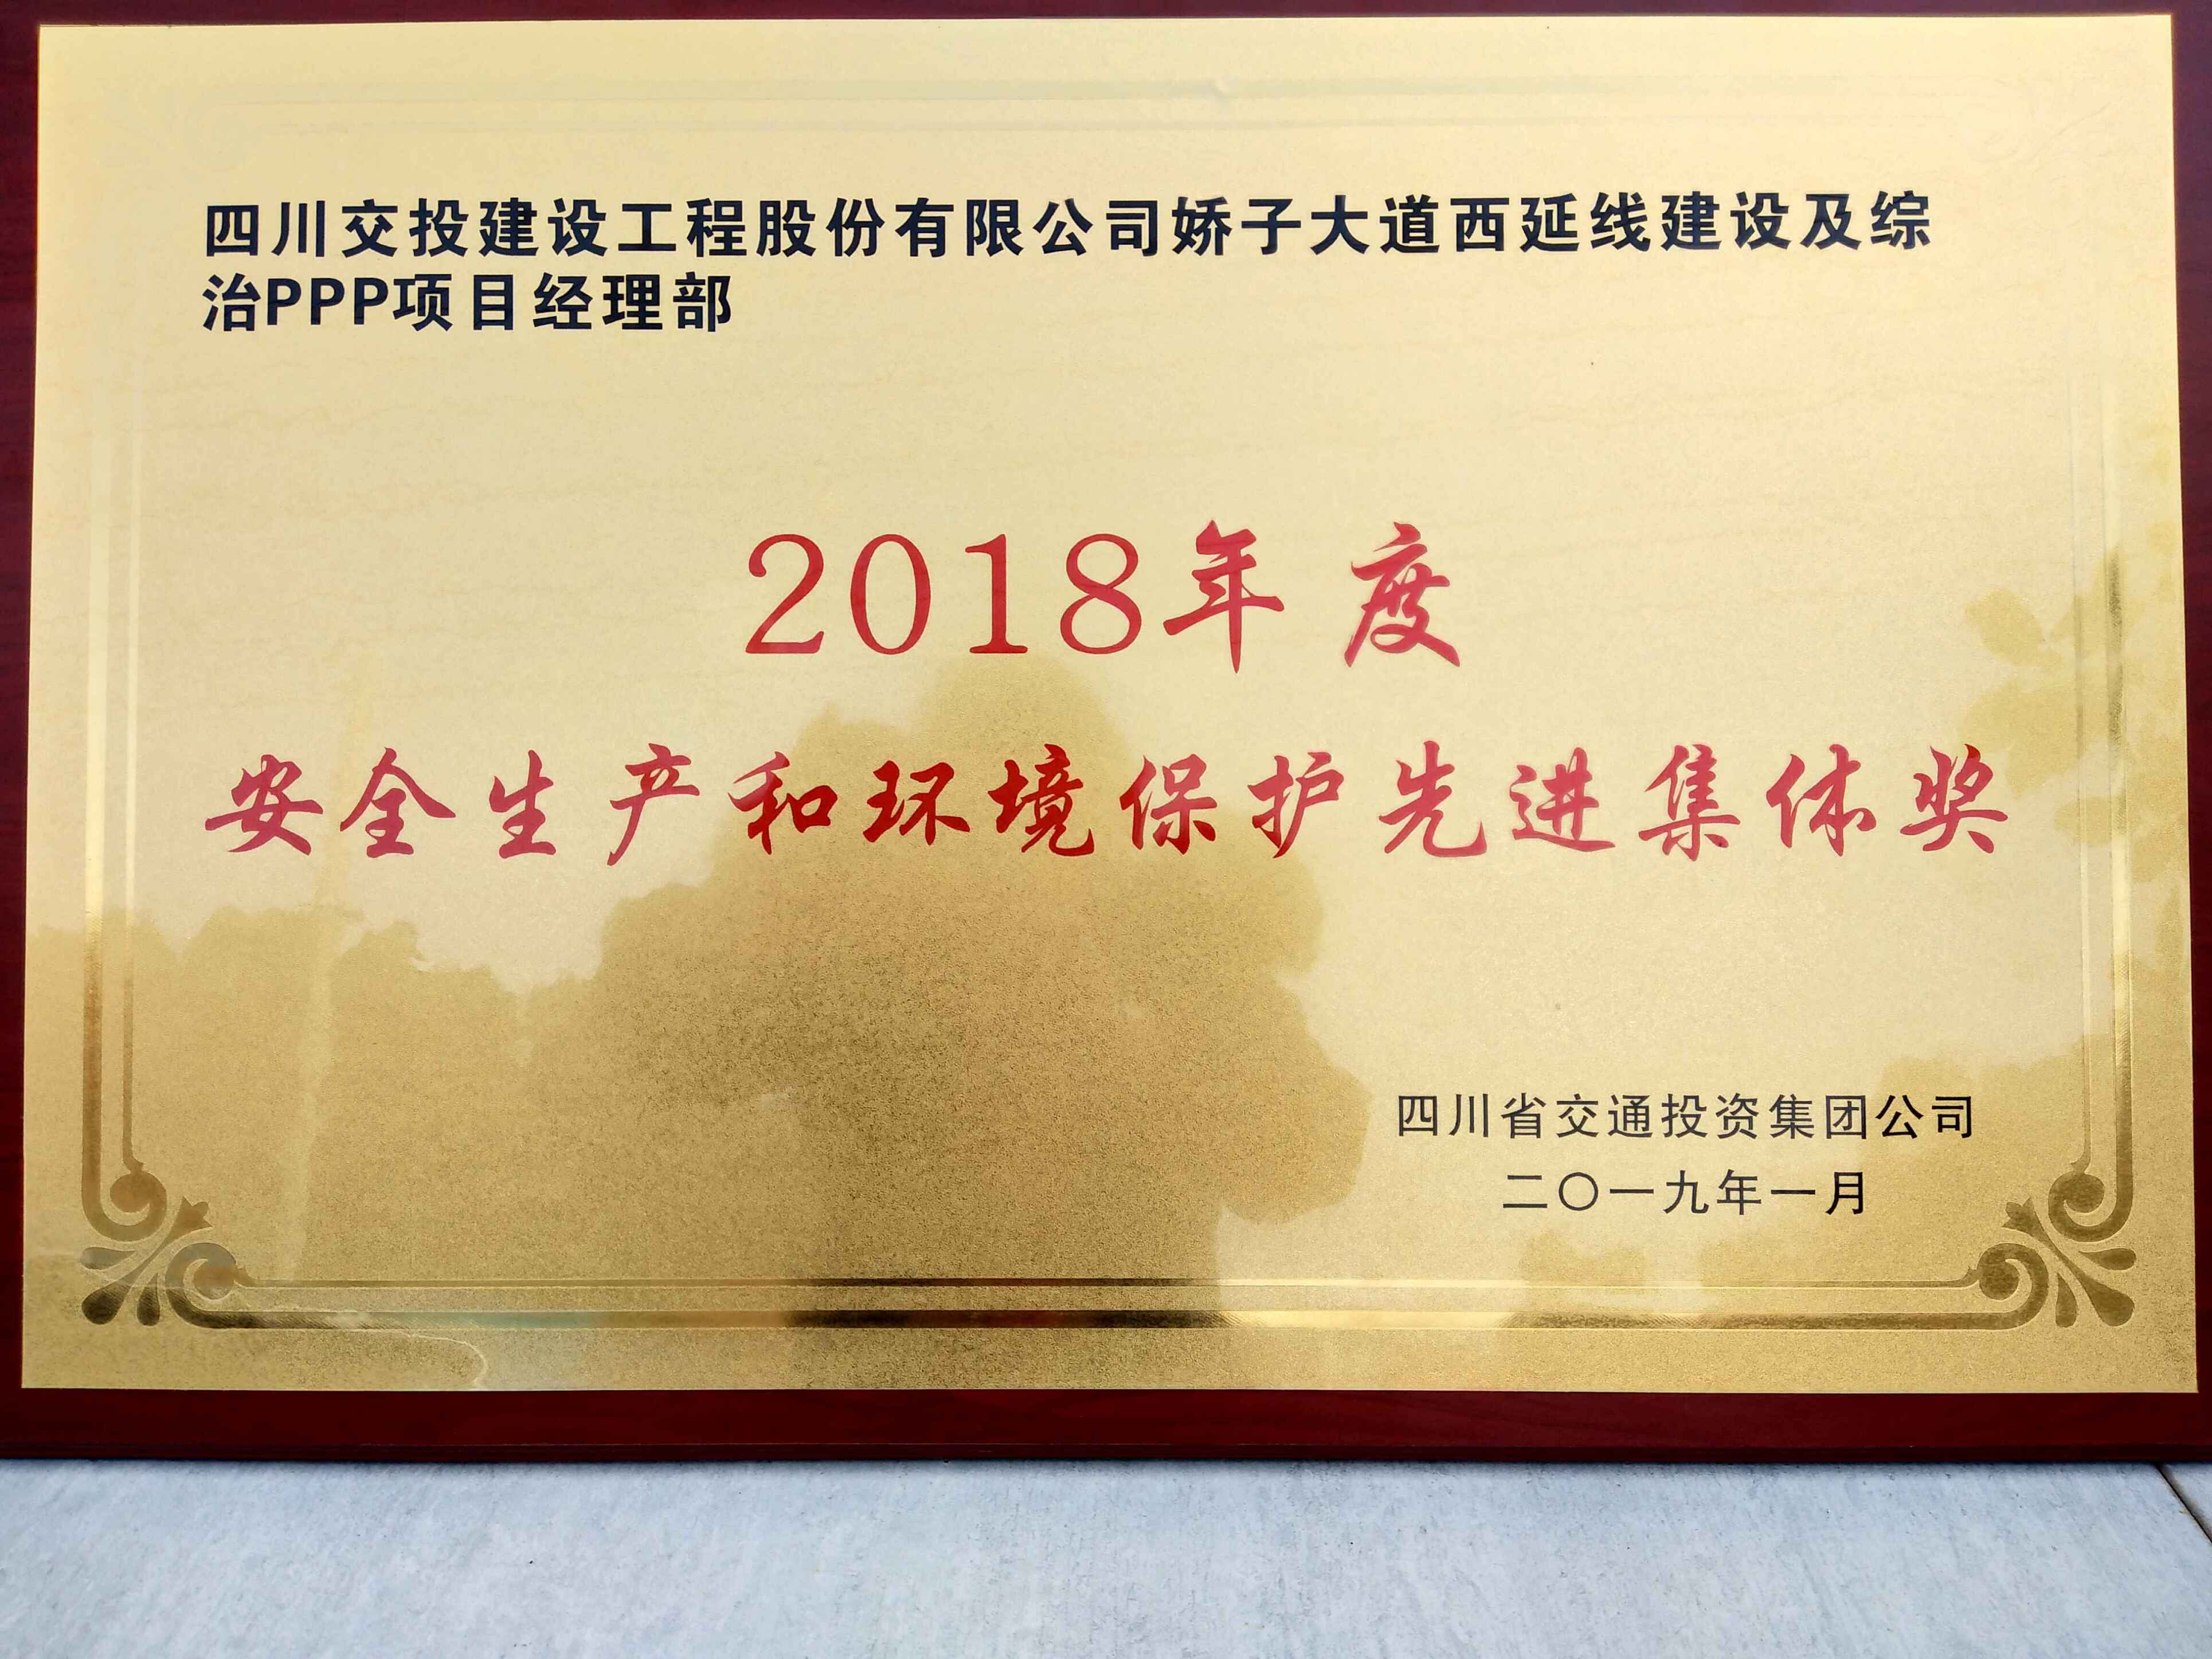 四川交投建设工程股份有限公司娇子大道西延线建设及综
治PPP项目经理部
2018年度
安全生产和环境保护先进集体奖
四川省交通投资集团公司
二〇一九年一月